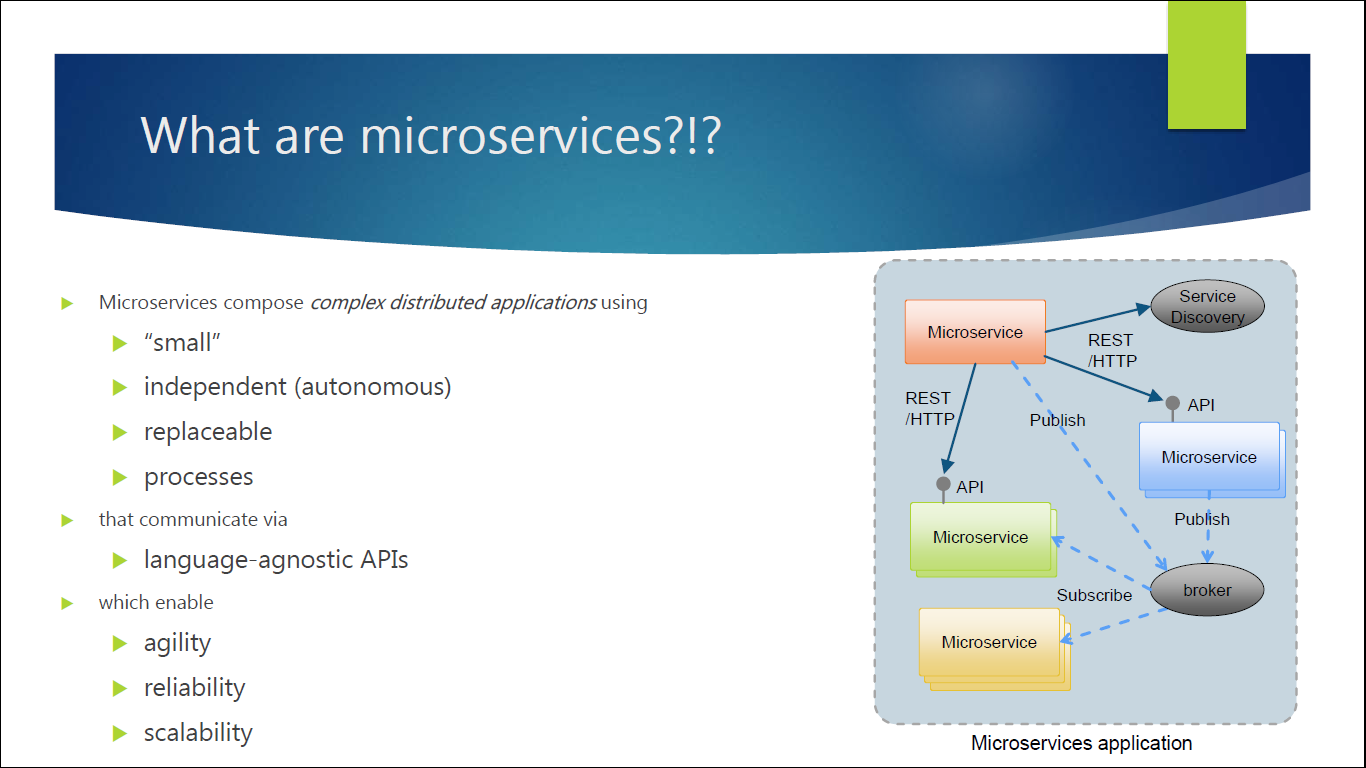 What are microservices?!?
Microservices compose complex distributed applications using
“small”
independent (autonomous)
replaceable
processes
that communicate via
language-agnostic APIs
which enable
agility
reliability
scalability
Service
Discovery
Microservice
REST
/HTTP
REST
/HTTP
API
Publish
Microservice
API
Publish
Microservice
broker
Subscribe
Microservice
Microservices application